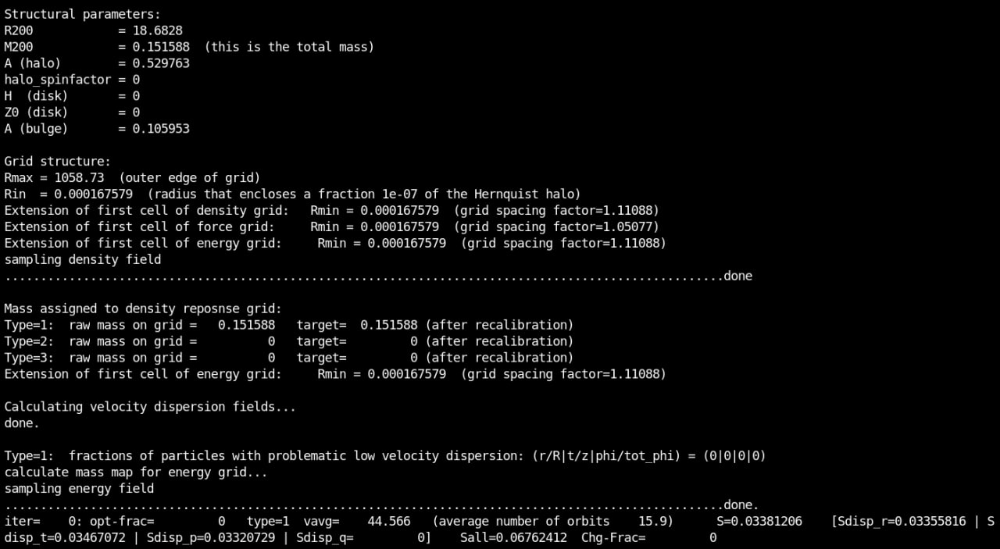 Structural parameters:
R200            = 18.6828
M200            = 0.151588  (this is the total mass)
A (halo)        = 0.529763
halo_spinfactor = 0
H  (disk)       = 0
Z0 (disk)       = 0
A (bulge)       = 0.105953

Grid structure:
Rmax = 1058.73  (outer edge of grid)
Rin  = 0.000167579  (radius that encloses a fraction 1e-07 of the Hernquist halo)
Extension of first cell of density grid:   Rmin = 0.000167579  (grid spacing factor=1.11088)
Extension of first cell of force grid:     Rmin = 0.000167579  (grid spacing factor=1.05077)
Extension of first cell of energy grid:     Rmin = 0.000167579  (grid spacing factor=1.11088)
sampling density field
.....................................................................................................done

Mass assigned to density reposnse grid:
Type=1:  raw mass on grid =   0.151588   target=  0.151588 (after recalibration)
Type=2:  raw mass on grid =          0   target=         0 (after recalibration)
Type=3:  raw mass on grid =          0   target=         0 (after recalibration)
Extension of first cell of energy grid:     Rmin = 0.000167579  (grid spacing factor=1.11088)

Calculating velocity dispersion fields...
done.

Type=1:  fractions of particles with problematic low velocity dispersion: (r/R|t/z|phi/tot_phi) = (0|0|0|0)
calculate mass map for energy grid...
sampling energy field
.....................................................................................................done.
iter=    0: opt-frac=         0   type=1  vavg=    44.566   (average number of orbits    15.9)      S=0.03381206    [Sdisp_r=0.03355816 | S
disp_t=0.03467072 | Sdisp_p=0.03320729 | Sdisp_q=         0]    Sall=0.06762412  Chg-Frac=         0